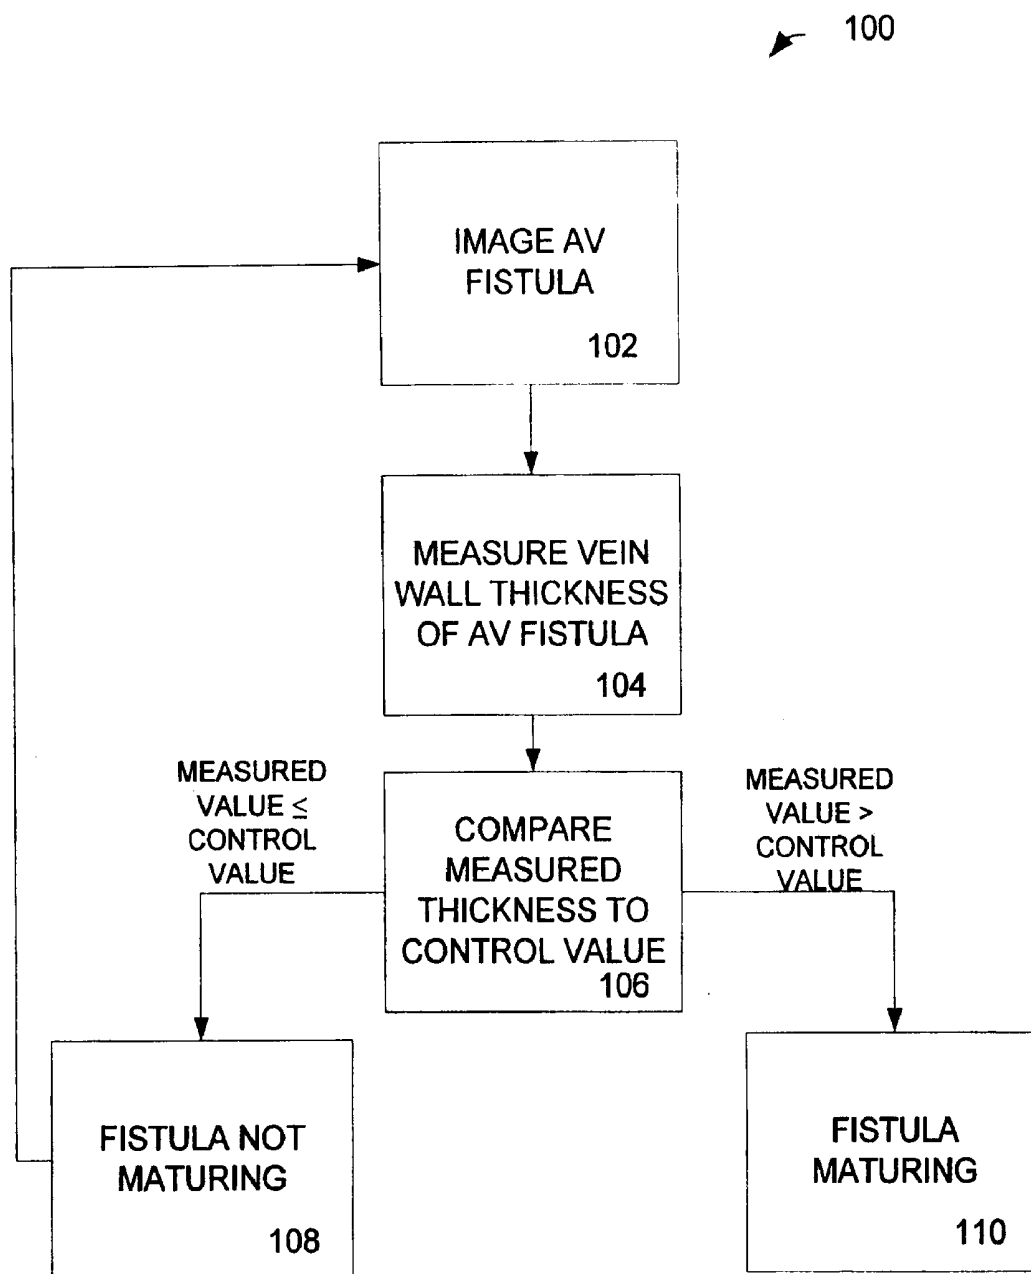 100
IMAGE AV
FISTULA
102
MEASURE VEIN
WALL THICKNESS
OF AV FISTULA
104
MEASURED
VALUE ≤
CONTROL
VALUE
COMPARE
MEASURED
THICKNESS TO
CONTROL VALUE
106
MEASURED
VALUE >
CONTROL
VALUE
FISTULA NOT
MATURING
108
FISTULA
MATURING
110